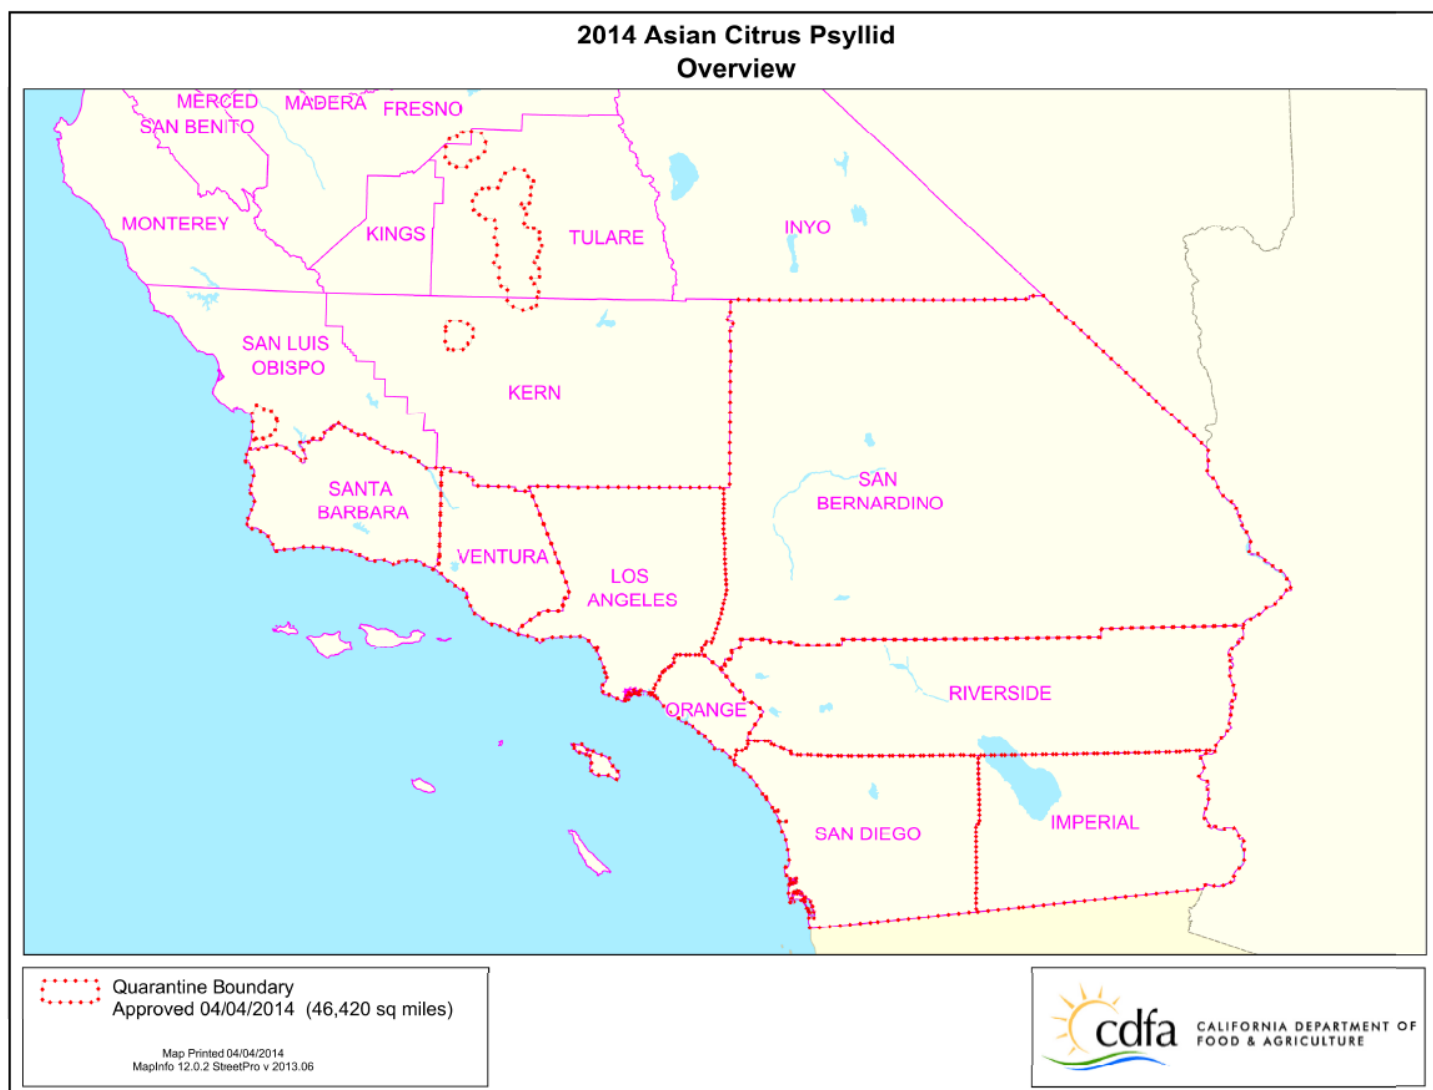 2014 Asian Citrus Psyllid
Overview
MERCED
MADERA
FRESNO
SAN BENITO
MONTEREY
KINGS
TULARE
INYO
SAN LUIS
OBISPO
KERN
SANTA
BARBARA
SAN
BERNARDINO
VENTURA
LOS
ANGELES
RIVERSIDE
ORANGE
SAN DIEGO
IMPERIAL
Quarantine Boundary
Approved 04/04/2014 (46,420 sq miles)
Map Printed 04/04/2014
MapInfo 12.0.2 StreetPro v 2013.06
cdfa
CALIFORNIA DEPARTMENT OF
FOOD & AGRICULTURE